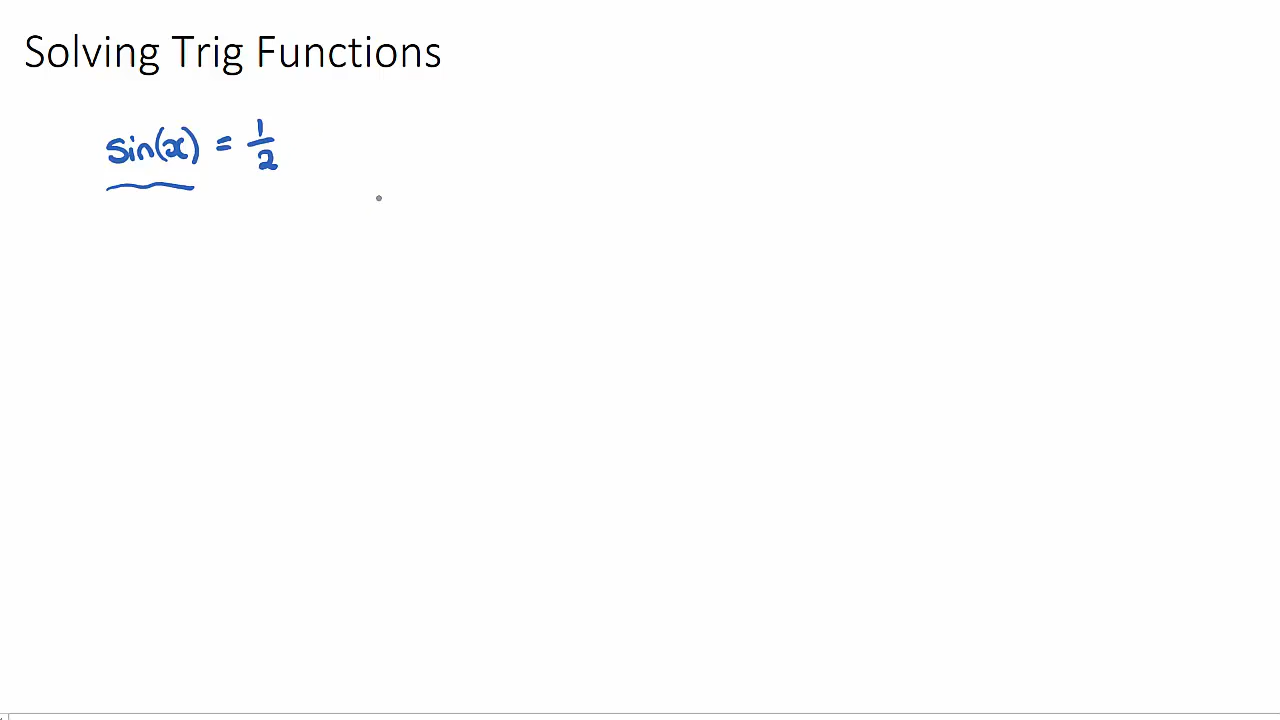 Solving Trig Functions
sin(x) = 1/2